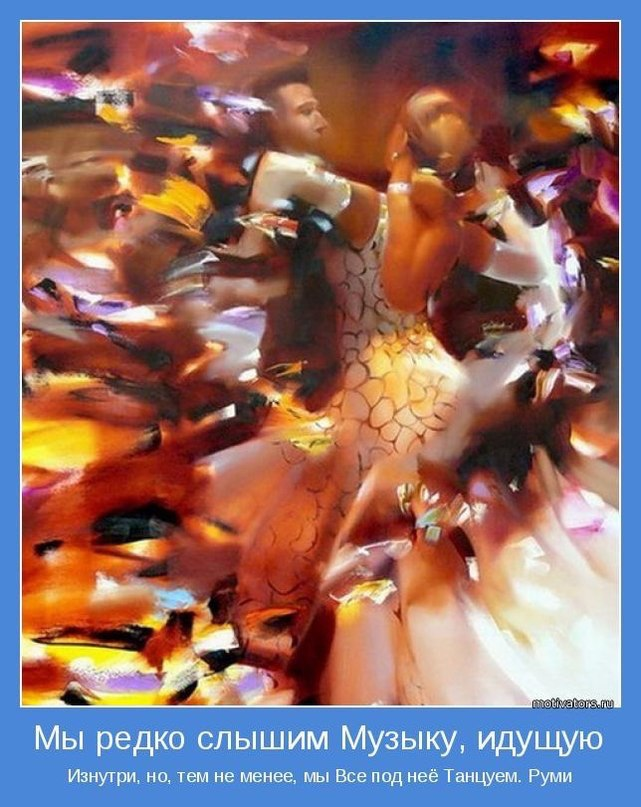 motivators.ru
Мы редко слышим Музыку, идущую
Изнутри, но, тем не менее, мы Все под неё Танцуем. Руми